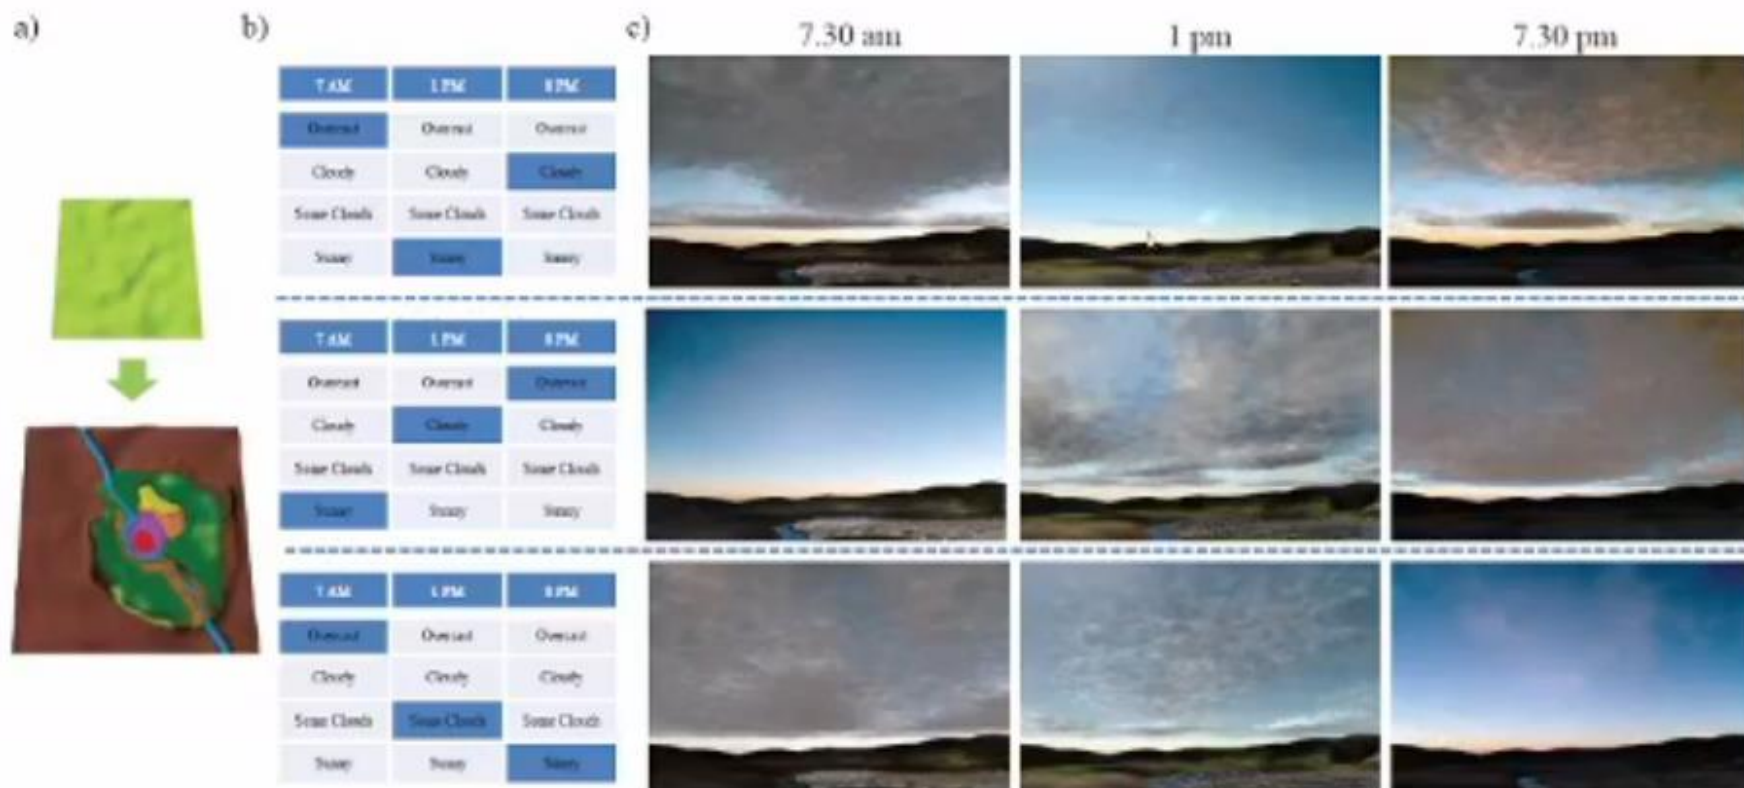 a)
b)
c)
7.30 am
1 pm
7.30 pm
7 AM 1 PM 8 PM
Overcast Overcast Overcast
Cloudy Cloudy Cloudy
Some Clouds Some Clouds Some Clouds
Sunny Sunny Sunny
7 AM 1 PM 8 PM
Overcast Overcast Overcast
Cloudy Cloudy Cloudy
Some Clouds Some Clouds Some Clouds
Sunny Sunny Sunny
7 AM 1 PM 8 PM
Overcast Overcast Overcast
Cloudy Cloudy Cloudy
Some Clouds Some Clouds Some Clouds
Sunny Sunny Sunny